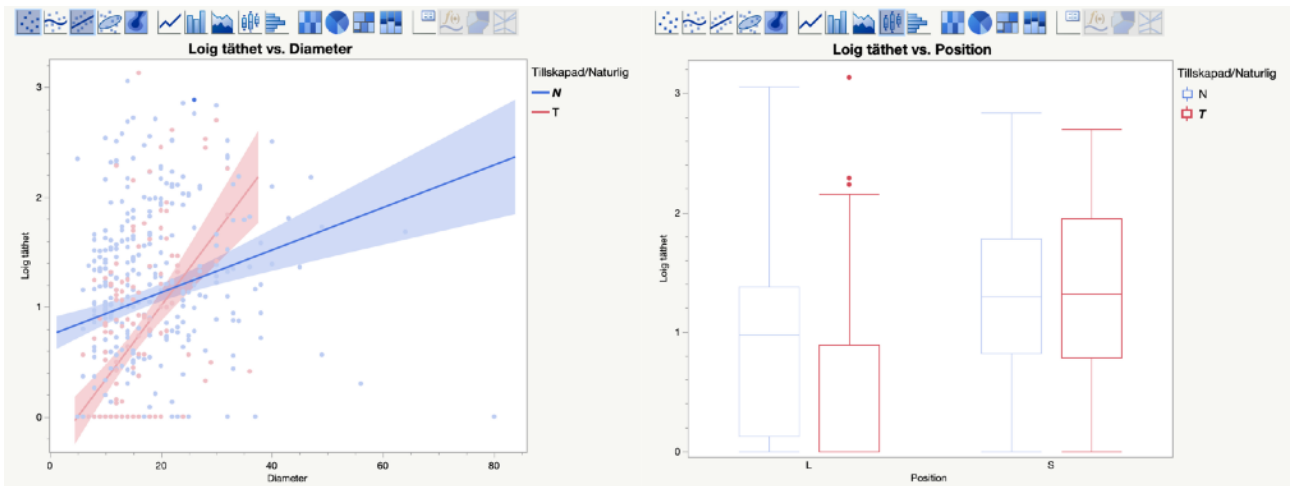 Loig täthet vs. Diameter
Loig täthet
3
2
1
0
0
20
40
60
80
Diameter
Tillskapad/Naturlig
N
T
Loig täthet vs. Position
Loig täthet
3
2
1
0
L
S
Position
Tillskapad/Naturlig
N
T